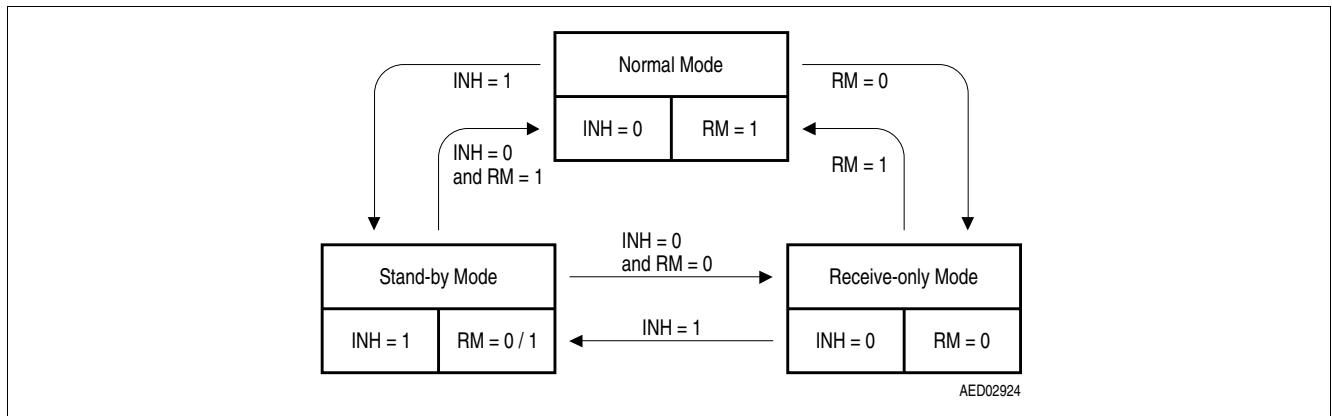 Normal Mode
INH = 1
RM = 0
INH = 0
RM = 1
INH = 0
and RM = 1
RM = 1
INH = 0
and RM = 0
Stand-by Mode
Receive-only Mode
INH = 1
INH = 1
RM = 0 / 1
INH = 0
RM = 0
AED02924